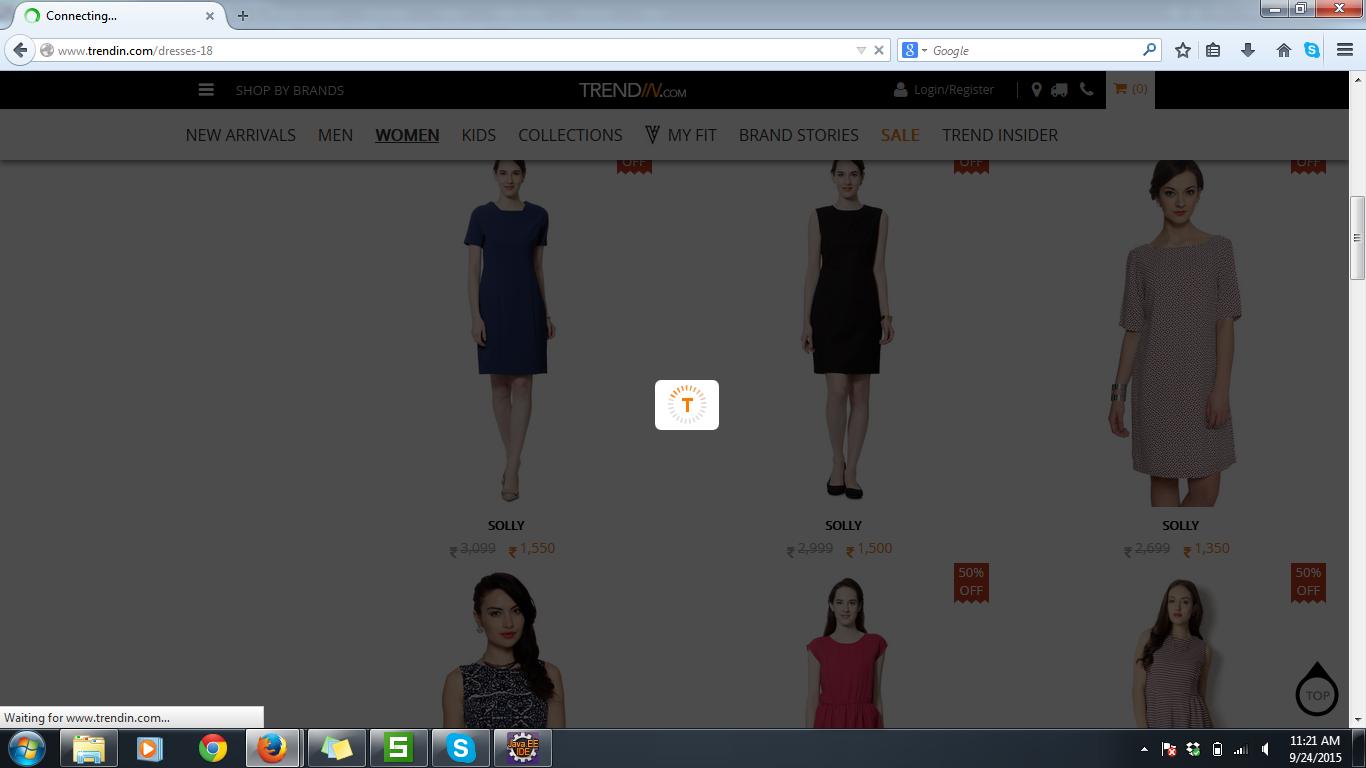 Connecting...
www.trendin.com/dresses-18
Google
SHOP BY BRANDS
TRENDIN.COM
Login/Register
(0)
NEW ARRIVALS MEN WOMEN KIDS COLLECTIONS MY FIT BRAND STORIES SALE TREND INSIDER
OFF OFF OFF
T
SOLLY SOLLY SOLLY
₹ 3,099 ₹ 1,550 ₹ 2,999 ₹ 1,500 ₹ 2,699 ₹ 1,350
50% 50%
OFF OFF
TOP
Waiting for www.trendin.com...
Java EE
IDE
11:21 AM
9/24/2015